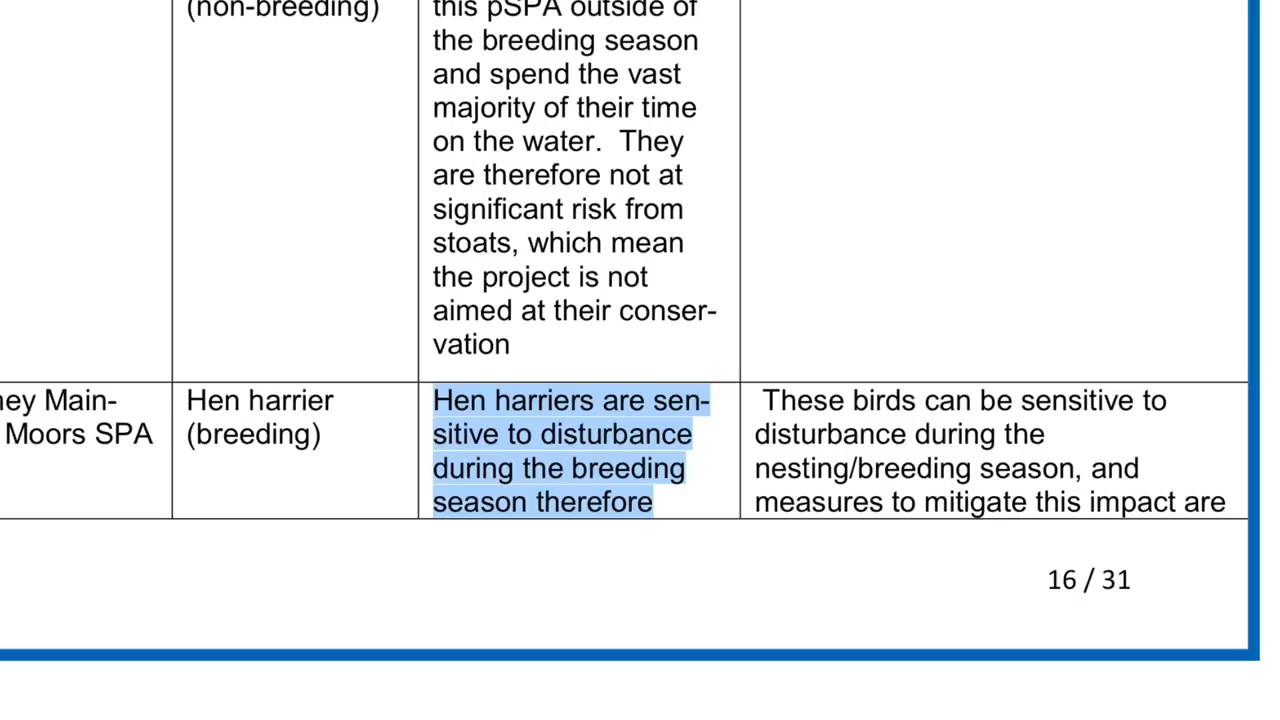 (non-breeding)
this pSPA outside of
the breeding season
and spend the vast
majority of their time
on the water.  They
are therefore not at
significant risk from
stoats, which mean
the project is not
aimed at their conser-
vation
ney Main-
Moors SPA
Hen harrier
(breeding)
Hen harriers are sen-
sitive to disturbance
during the breeding
season therefore
These birds can be sensitive to
disturbance during the
nesting/breeding season, and
measures to mitigate this impact are
16 / 31